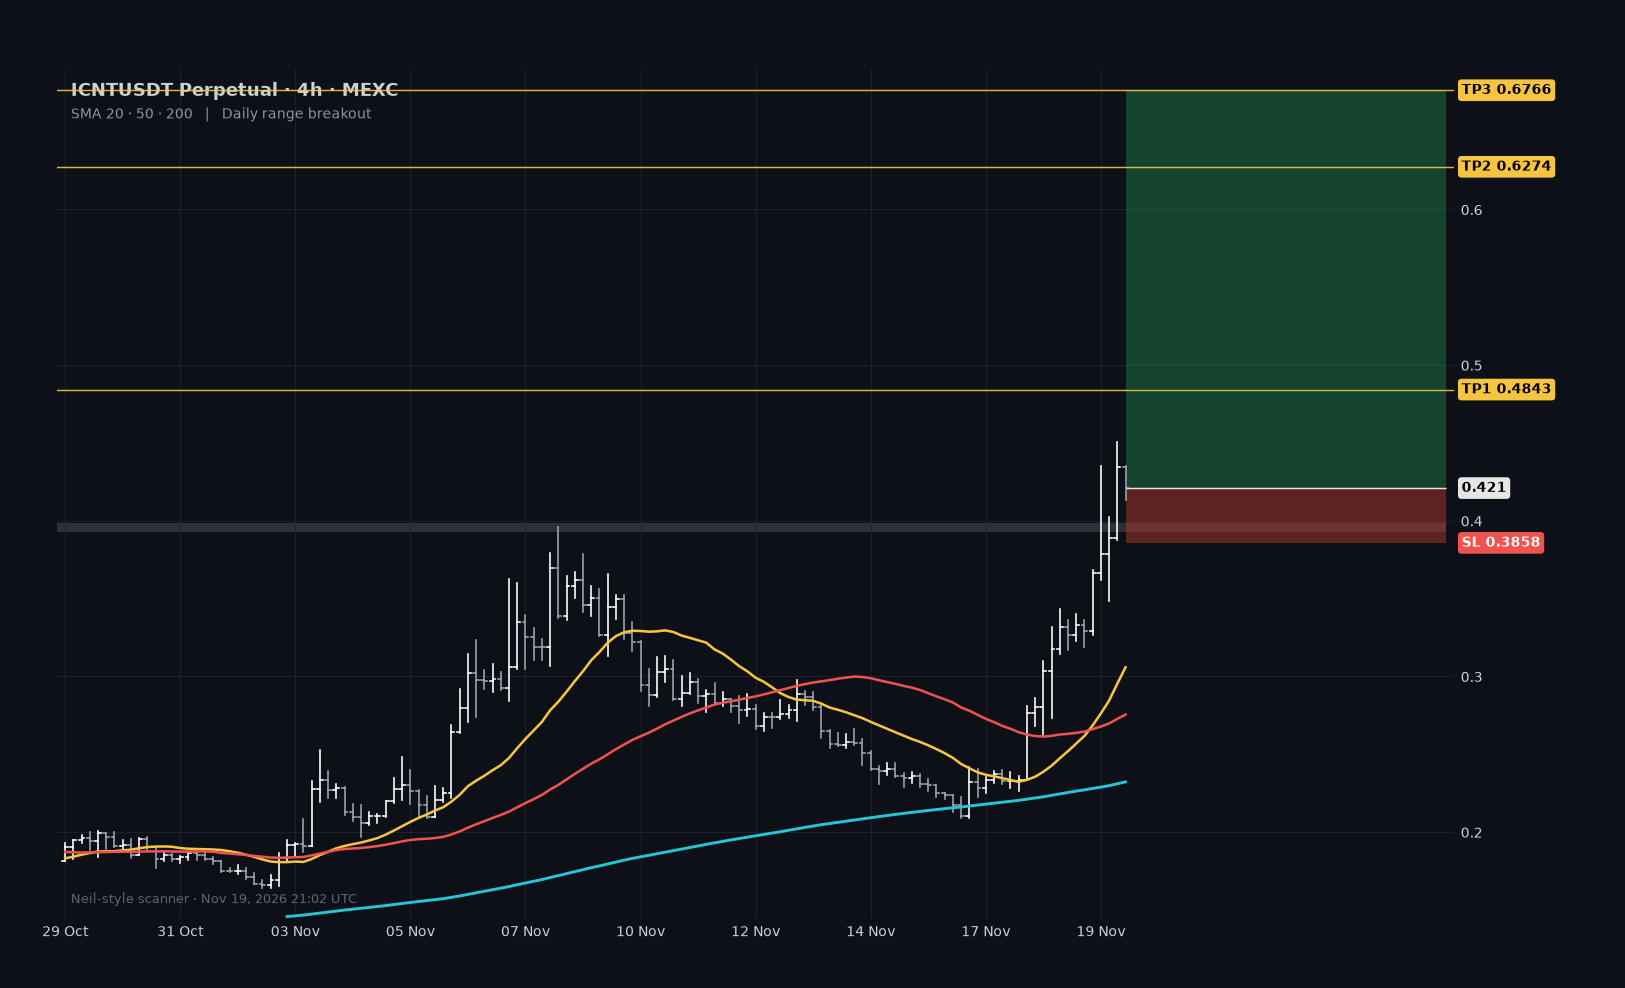 ICNTUSDT Perpetual · 4h · MEXC
SMA 20 · 50 · 200 | Daily range breakout
TP3 0.6766
TP2 0.6274
0.6
0.5
TP1 0.4843
0.421
0.4
SL 0.3858
0.3
0.2
Neil-style scanner · Nov 19, 2026 21:02 UTC
29 Oct 31 Oct 03 Nov 05 Nov 07 Nov 10 Nov 12 Nov 14 Nov 17 Nov 19 Nov